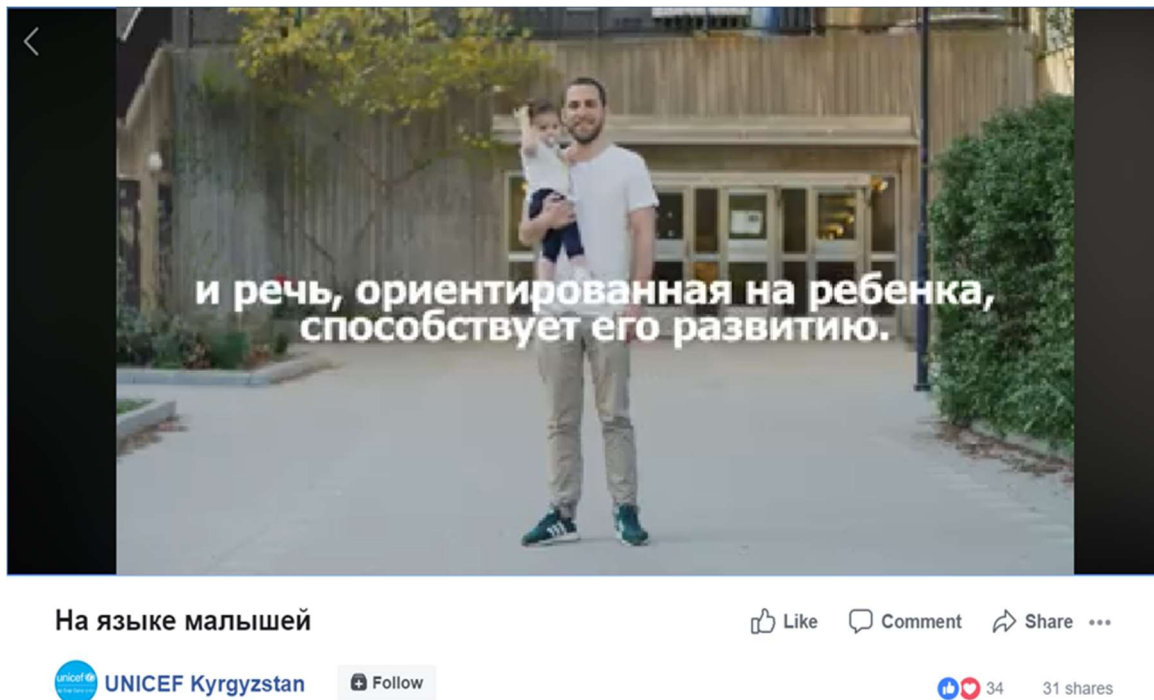 и речь, ориентированная на ребенка,
способствует его развитию.
На языке малышей
Like Comment Share
unicef
UNICEF Kyrgyzstan
Follow
34 31 shares